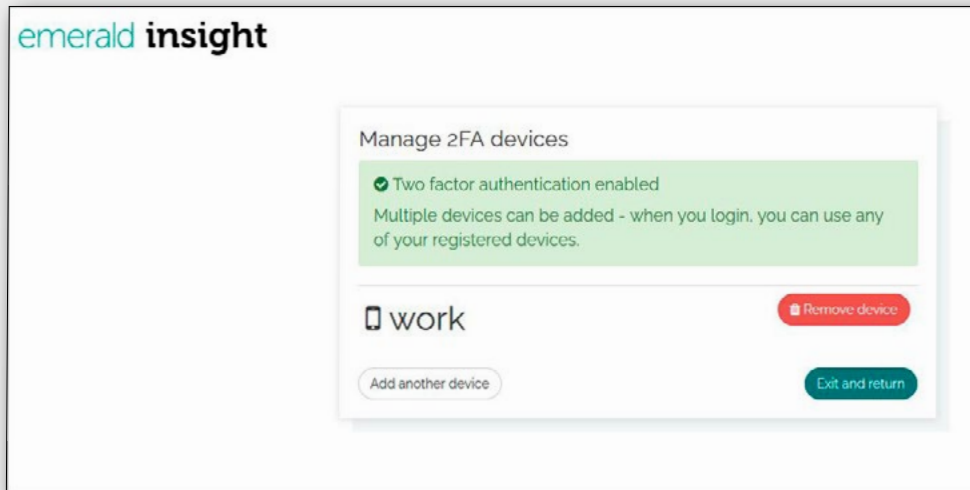 emerald insight
Manage 2FA devices
Two factor authentication enabled
Multiple devices can be added - when you login, you can use any
of your registered devices.
work
Remove device
Add another device
Exit and return